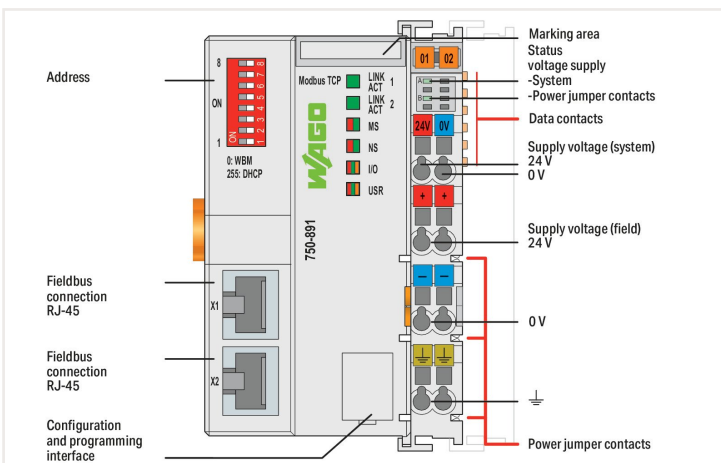 Address
Fieldbus
connection
RJ-45
Fieldbus
connection
RJ-45
Configuration
and programming
interface
8
ON
1
ON
1 2 3 4 5 6 7 8
0: WBM
255: DHCP
X1
X2
Modbus TCP
LINK
ACT 1
LINK
ACT 2
MS
NS
I/O
USR
WAGO
750-891
01 02
A
B
24V 0V
+ +
– –
Marking area
Status
voltage supply
-System
-Power jumper contacts
Data contacts
Supply voltage (system)
24 V
0 V
Supply voltage (field)
24 V
0 V
Power jumper contacts